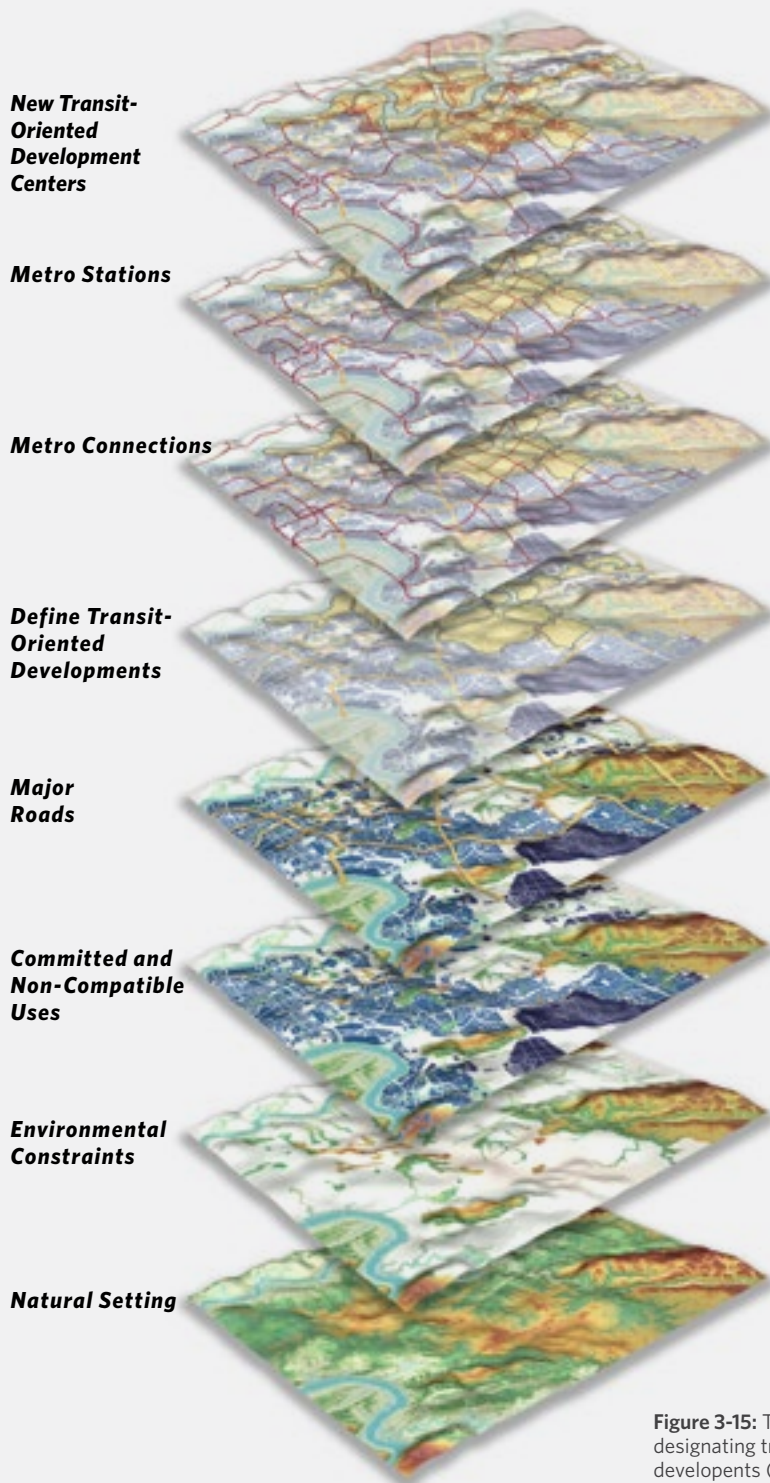 New Transit-
Oriented
Development
Centers
Metro Stations
Metro Connections
Define Transit-
Oriented
Developments
Major
Roads
Committed and
Non-Compatible
Uses
Environmental
Constraints
Natural Setting
Figure 3-15:
designating
developents